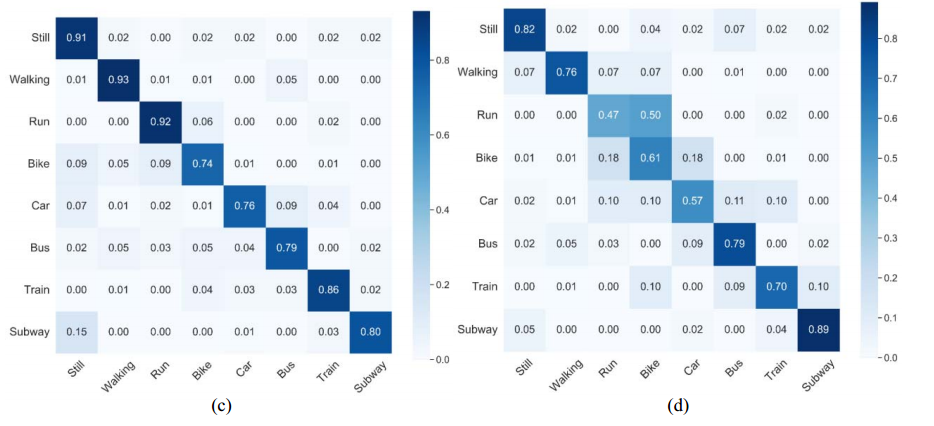 Still 0.91 0.02 0.00 0.02 0.02 0.00 0.02 0.02
Walking 0.01 0.93 0.01 0.01 0.00 0.05 0.00 0.00
Run 0.00 0.00 0.92 0.06 0.00 0.00 0.02 0.00
Bike 0.09 0.05 0.09 0.74 0.01 0.00 0.01 0.00
Car 0.07 0.01 0.02 0.01 0.76 0.09 0.04 0.00
Bus 0.02 0.05 0.03 0.05 0.04 0.79 0.00 0.02
Train 0.00 0.01 0.00 0.04 0.03 0.03 0.86 0.02
Subway 0.15 0.00 0.00 0.00 0.01 0.00 0.03 0.80
Still Walking Run Bike Car Bus Train Subway
0.8
0.6
0.4
0.2
0.0
(c)
Still 0.82 0.02 0.00 0.04 0.02 0.07 0.02 0.02
Walking 0.07 0.76 0.07 0.07 0.00 0.01 0.00 0.00
Run 0.00 0.00 0.47 0.50 0.00 0.00 0.02 0.00
Bike 0.01 0.01 0.18 0.61 0.18 0.00 0.01 0.00
Car 0.02 0.01 0.10 0.10 0.57 0.11 0.10 0.00
Bus 0.02 0.05 0.03 0.00 0.09 0.79 0.00 0.02
Train 0.00 0.01 0.00 0.10 0.00 0.09 0.70 0.10
Subway 0.05 0.00 0.00 0.00 0.02 0.00 0.04 0.89
Still Walking Run Bike Car Bus Train Subway
0.8
0.7
0.6
0.5
0.4
0.3
0.2
0.1
0.0
(d)